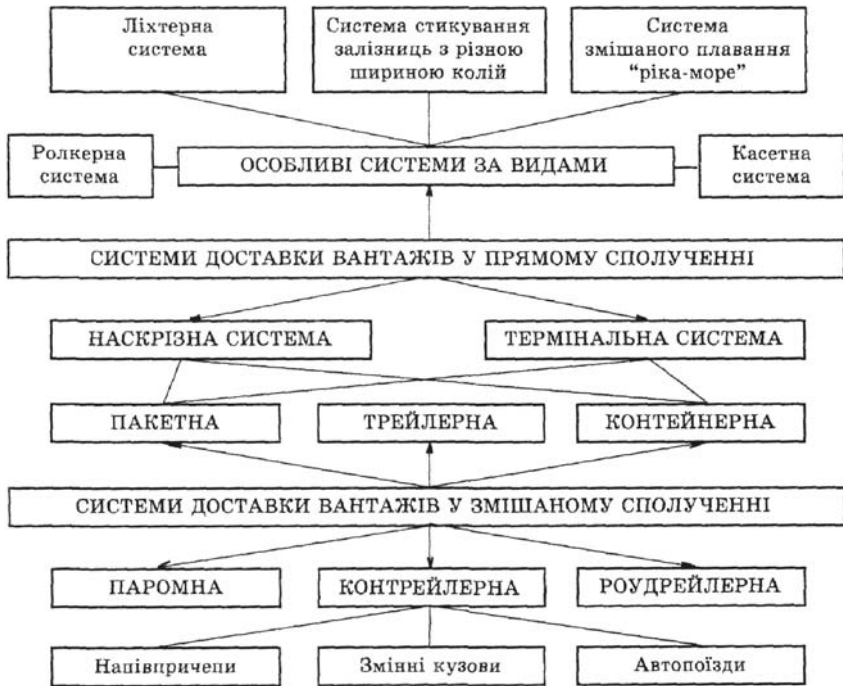 Ліхтерна
система
Система стикування
залізниць з різною
шириною колій
Система
змішаного плавання
“ріка-море”
Ролкерна
система
ОСОБЛИВІ СИСТЕМИ ЗА ВИДАМИ
Касетна
система
СИСТЕМИ ДОСТАВКИ ВАНТАЖІВ У ПРЯМОМУ СПОЛУЧЕННІ
НАСКРІЗНА СИСТЕМА
ТЕРМІНАЛЬНА СИСТЕМА
ПАКЕТНА
ТРЕЙЛЕРНА
КОНТЕЙНЕРНА
СИСТЕМИ ДОСТАВКИ ВАНТАЖІВ У ЗМІШАНОМУ СПОЛУЧЕННІ
ПАРОМНА
КОНТРЕЙЛЕРНА
РОУДРЕЙЛЕРНА
Напівпричепи
Змінні кузови
Автопоїзди